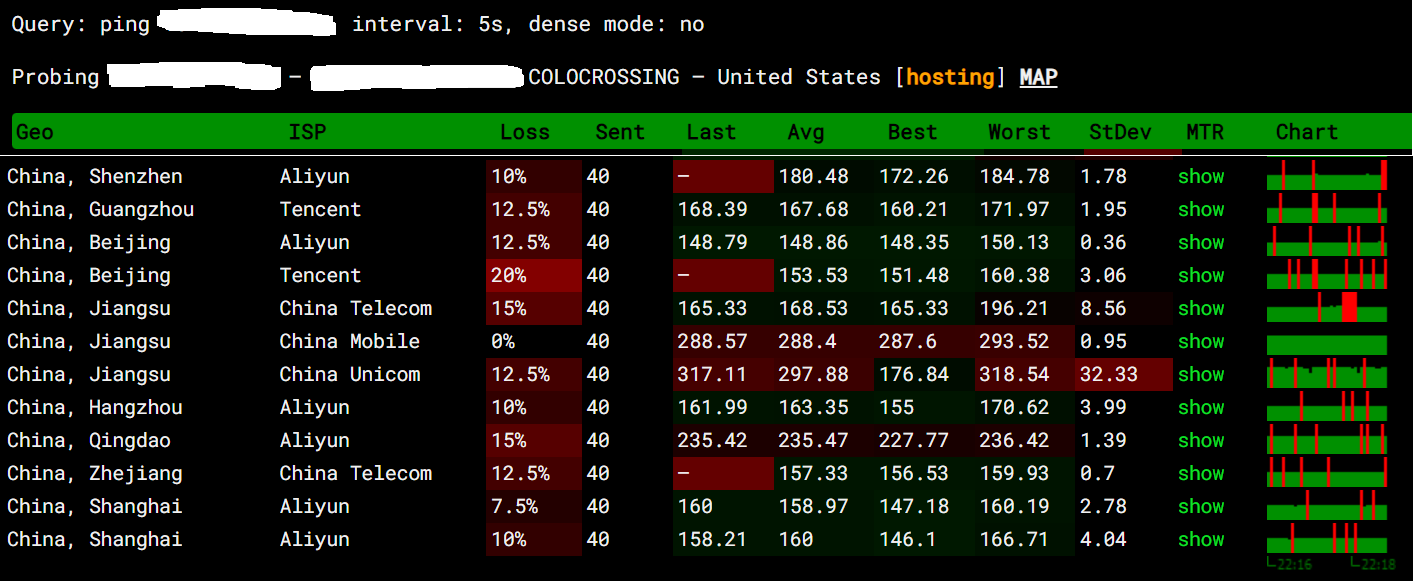 Query: ping interval: 5s, dense mode: no
Probing — COLOCROSSING — United States [hosting] MAP
Geo ISP Loss Sent Last Avg Best Worst StDev MTR Chart
China, Shenzhen Aliyun 10% 40 — 180.48 172.26 184.78 1.78 show
China, Guangzhou Tencent 12.5% 40 168.39 167.68 160.21 171.97 1.95 show
China, Beijing Aliyun 12.5% 40 148.79 148.86 148.35 150.13 0.36 show
China, Beijing Tencent 20% 40 — 153.53 151.48 160.38 3.06 show
China, Jiangsu China Telecom 15% 40 165.33 168.53 165.33 196.21 8.56 show
China, Jiangsu China Mobile 0% 40 288.57 288.4 287.6 293.52 0.95 show
China, Jiangsu China Unicom 12.5% 40 317.11 297.88 176.84 318.54 32.33 show
China, Hangzhou Aliyun 10% 40 161.99 163.35 155 170.62 3.99 show
China, Qingdao Aliyun 15% 40 235.42 235.47 227.77 236.42 1.39 show
China, Zhejiang China Telecom 12.5% 40 — 157.33 156.53 159.93 0.7 show
China, Shanghai Aliyun 7.5% 40 160 158.97 147.18 160.19 2.78 show
China, Shanghai Aliyun 10% 40 158.21 160 146.1 166.71 4.04 show
22:16 22:18